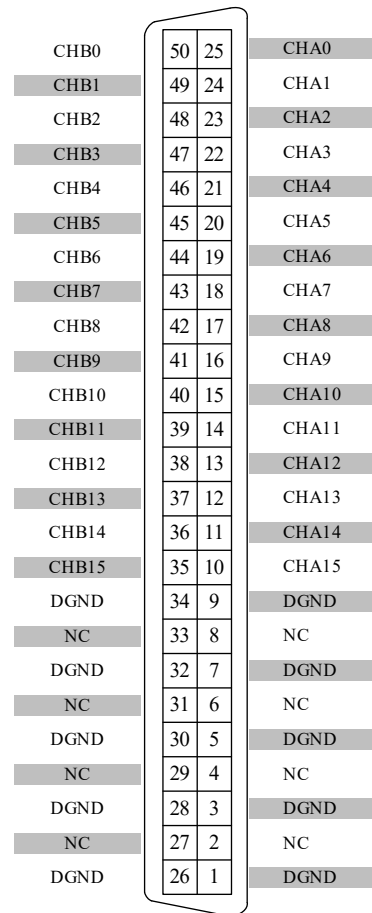 CHB0 50 25 CHA0
CHB1 49 24 CHA1
CHB2 48 23 CHA2
CHB3 47 22 CHA3
CHB4 46 21 CHA4
CHB5 45 20 CHA5
CHB6 44 19 CHA6
CHB7 43 18 CHA7
CHB8 42 17 CHA8
CHB9 41 16 CHA9
CHB10 40 15 CHA10
CHB11 39 14 CHA11
CHB12 38 13 CHA12
CHB13 37 12 CHA13
CHB14 36 11 CHA14
CHB15 35 10 CHA15
DGND 34 9 DGND
NC 33 8 NC
DGND 32 7 DGND
NC 31 6 NC
DGND 30 5 DGND
NC 29 4 NC
DGND 28 3 DGND
NC 27 2 NC
DGND 26 1 DGND